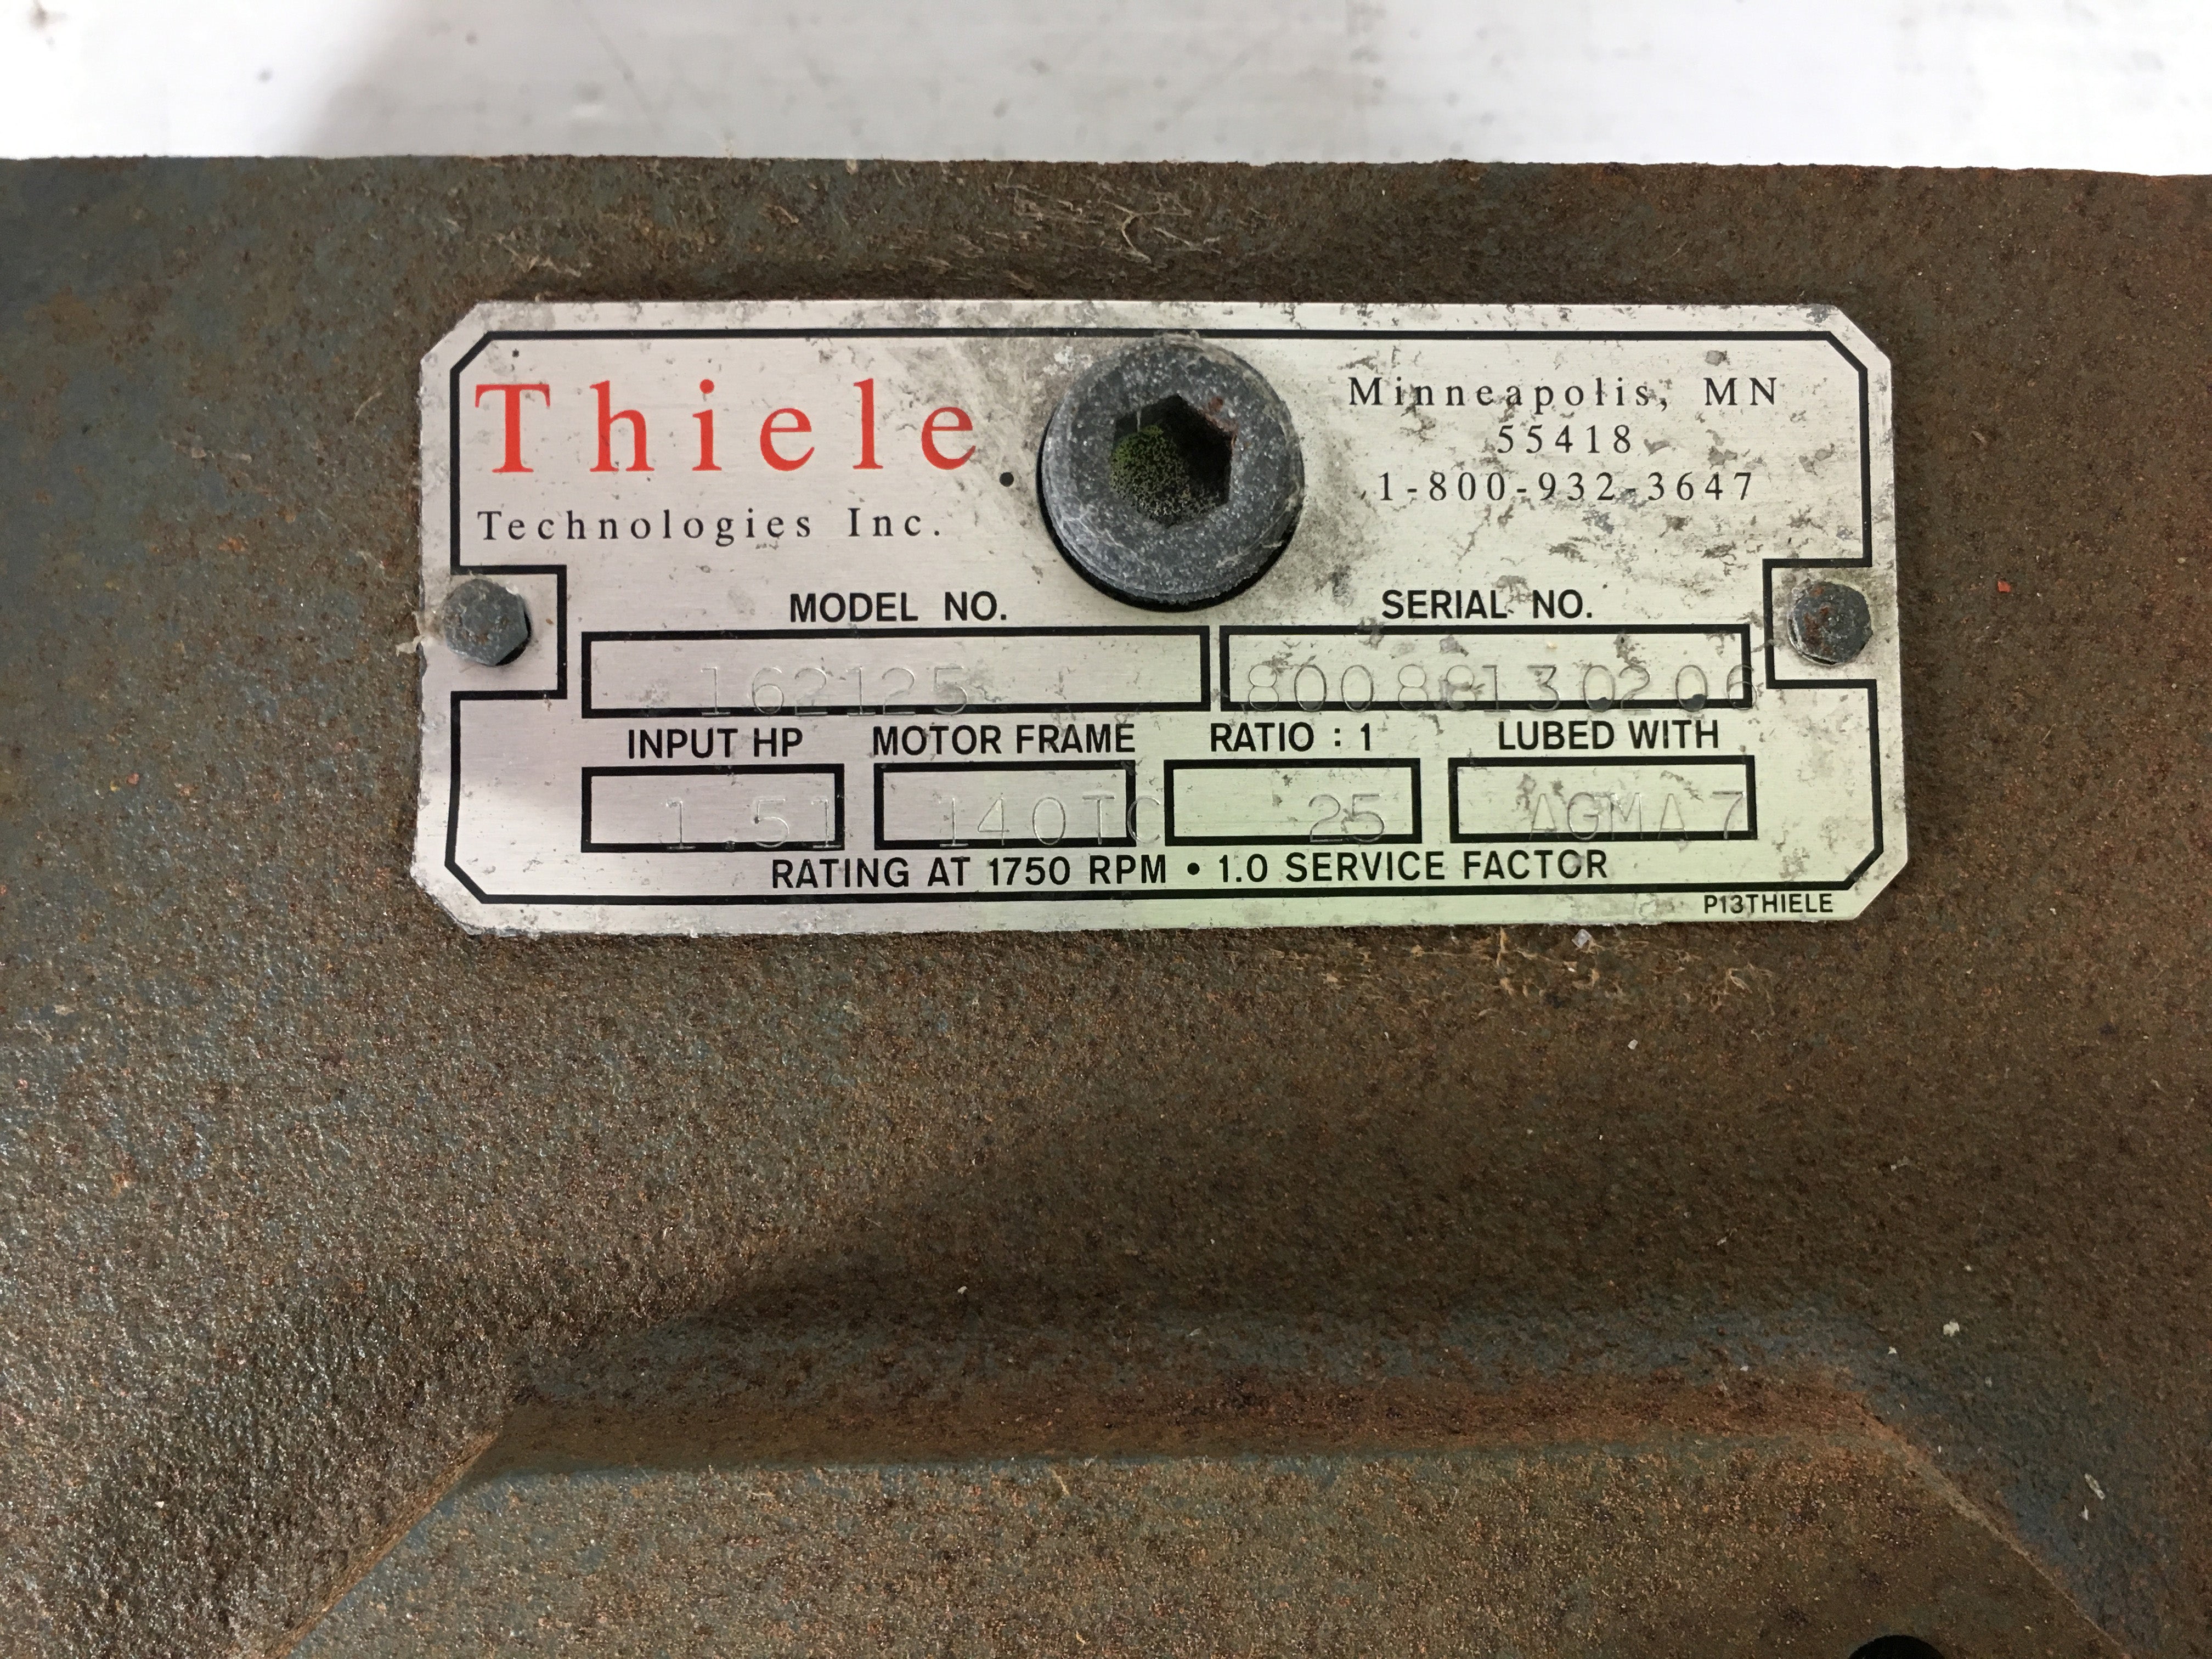 Thiele
Technologies Inc.
Minneapolis, MN
55418
1-800-932-3647
MODEL NO. SERIAL NO.
162125
INPUT HP MOTOR FRAME RATIO : 1 LUBED WITH
1.51 140TC 25 AGMA 7
RATING AT 1750 RPM • 1.0 SERVICE FACTOR
P13THIELE